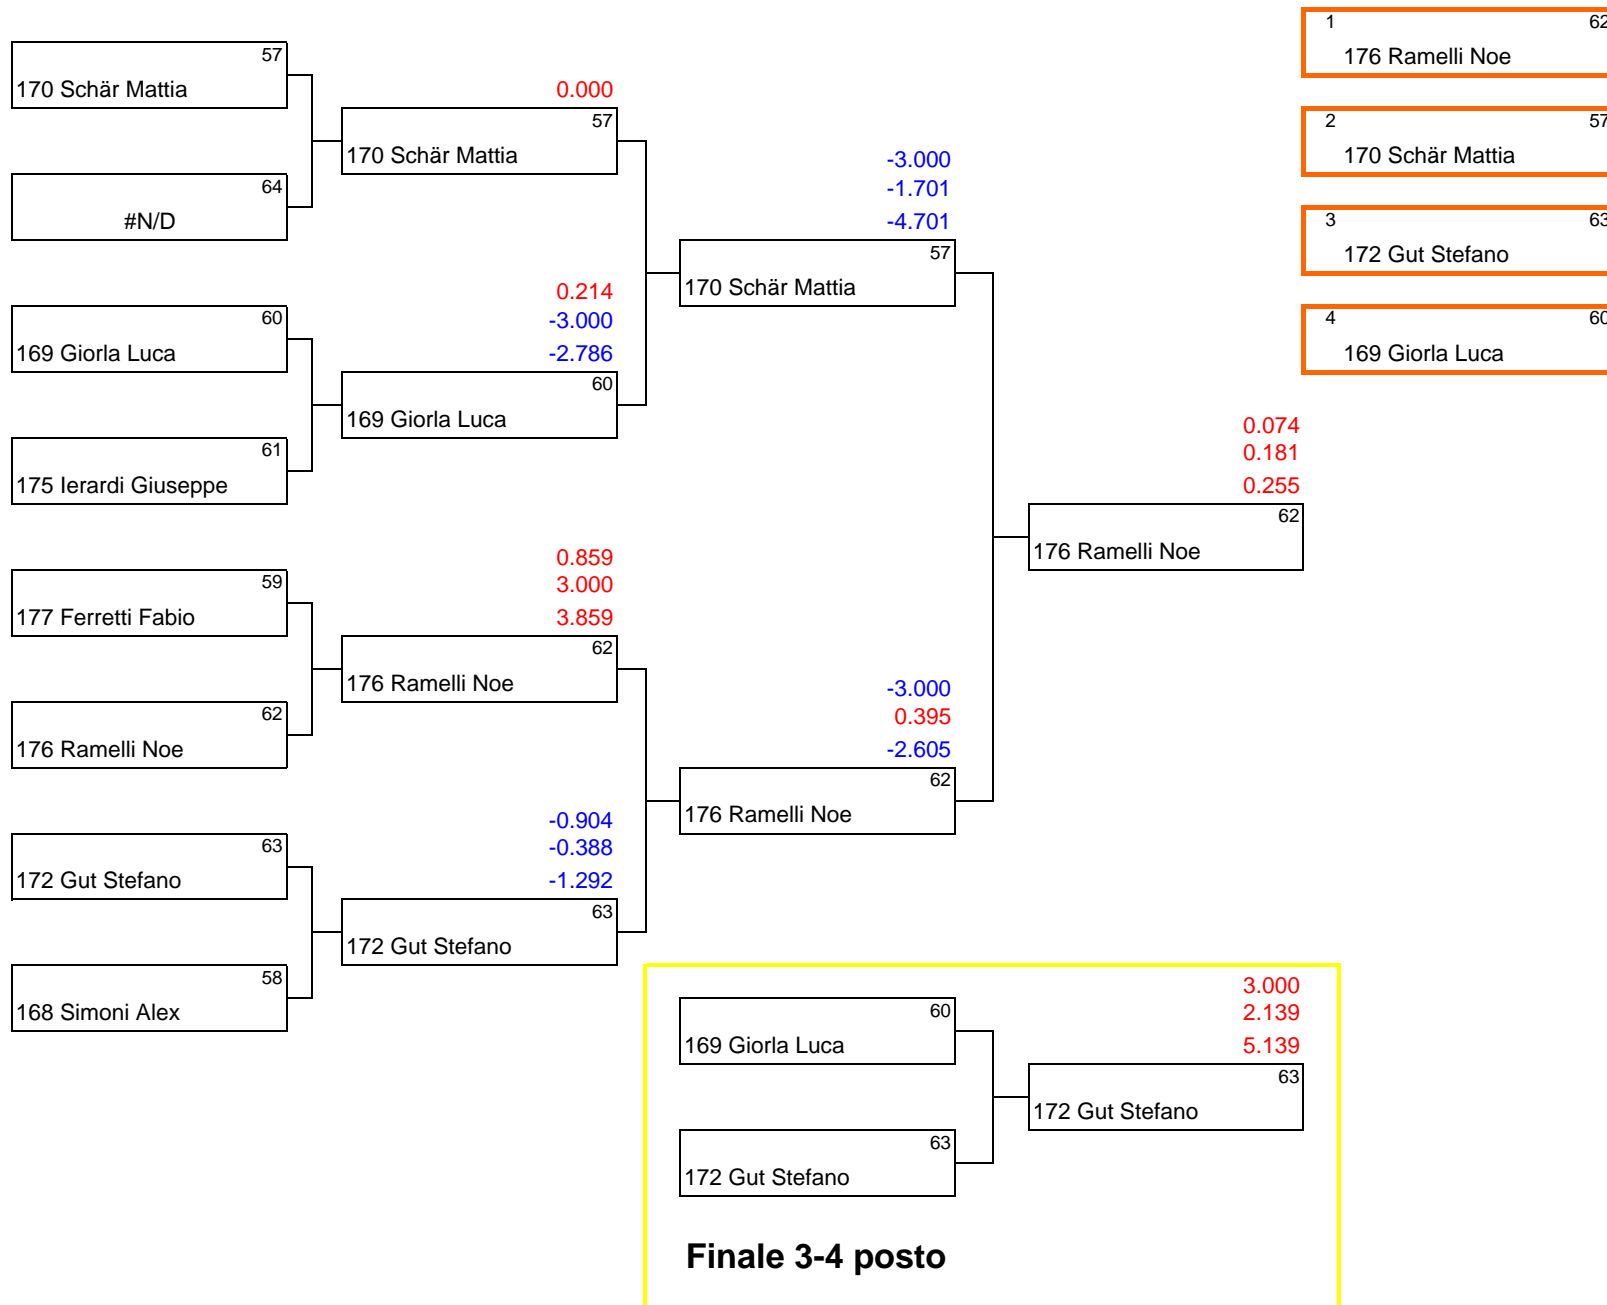 57
170 Schär Mattia
64
#N/D
60
169 Giorla Luca
61
175 Ierardi Giuseppe
59
177 Ferretti Fabio
62
176 Ramelli Noe
63
172 Gut Stefano
58
168 Simoni Alex
0.000
57
170 Schär Mattia
0.214
-3.000
-2.786
60
169 Giorla Luca
0.859
3.000
3.859
62
176 Ramelli Noe
-0.904
-0.388
-1.292
63
172 Gut Stefano
-3.000
-1.701
-4.701
57
170 Schär Mattia
-3.000
0.395
-2.605
62
176 Ramelli Noe
0.074
0.181
0.255
62
176 Ramelli Noe
60
169 Giorla Luca
63
172 Gut Stefano
3.000
2.139
5.139
63
172 Gut Stefano
Finale 3-4 posto
1 62
176 Ramelli Noe
2 57
170 Schär Mattia
3 63
172 Gut Stefano
4 60
169 Giorla Luca